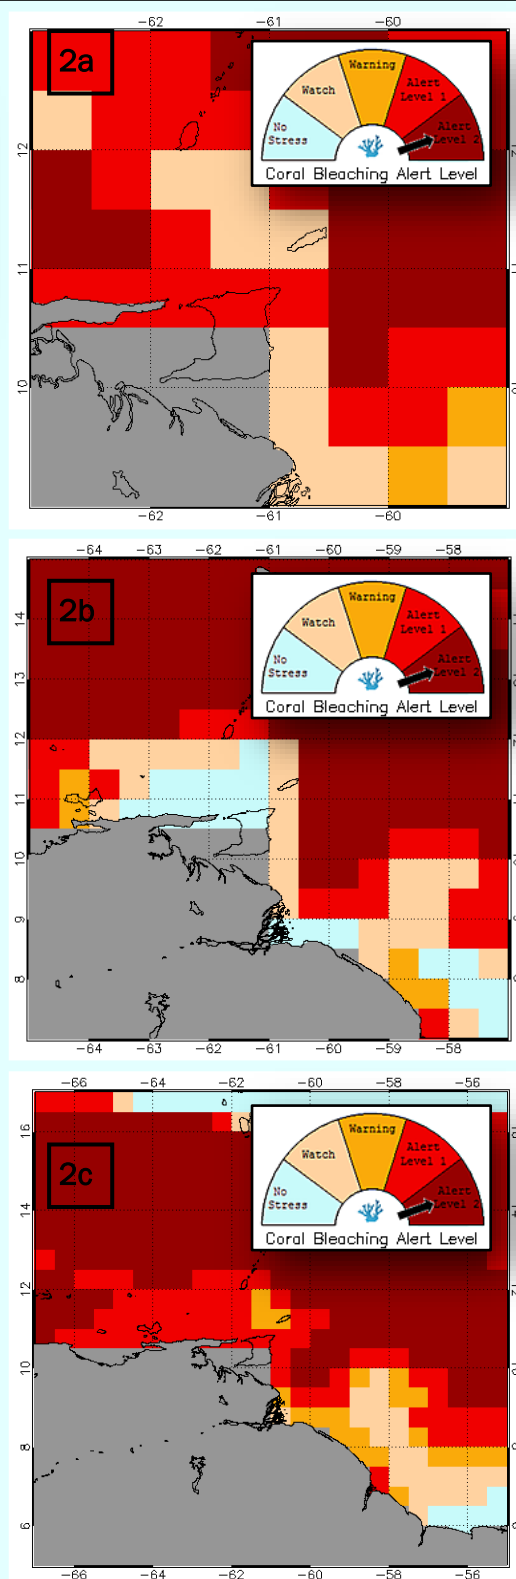 −62 −61 −60
2a
Warning
Watch
Alert
Level 1
No
Stress
Alert
Level 2
Coral Bleaching Alert Level
12
11
10
−62 −61 −60
−64 −63 −62 −61 −60 −59 −58
2b
Warning
Watch
Alert
Level 1
No
Stress
Alert
Level 2
Coral Bleaching Alert Level
14
13
12
11
10
9
8
−64 −63 −62 −61 −60 −59 −58
−66 −64 −62 −60 −58 −56
2c
Warning
Watch
Alert
Level 1
No
Stress
Alert
Level 2
Coral Bleaching Alert Level
16
14
12
10
8
6
−66 −64 −62 −60 −58 −56